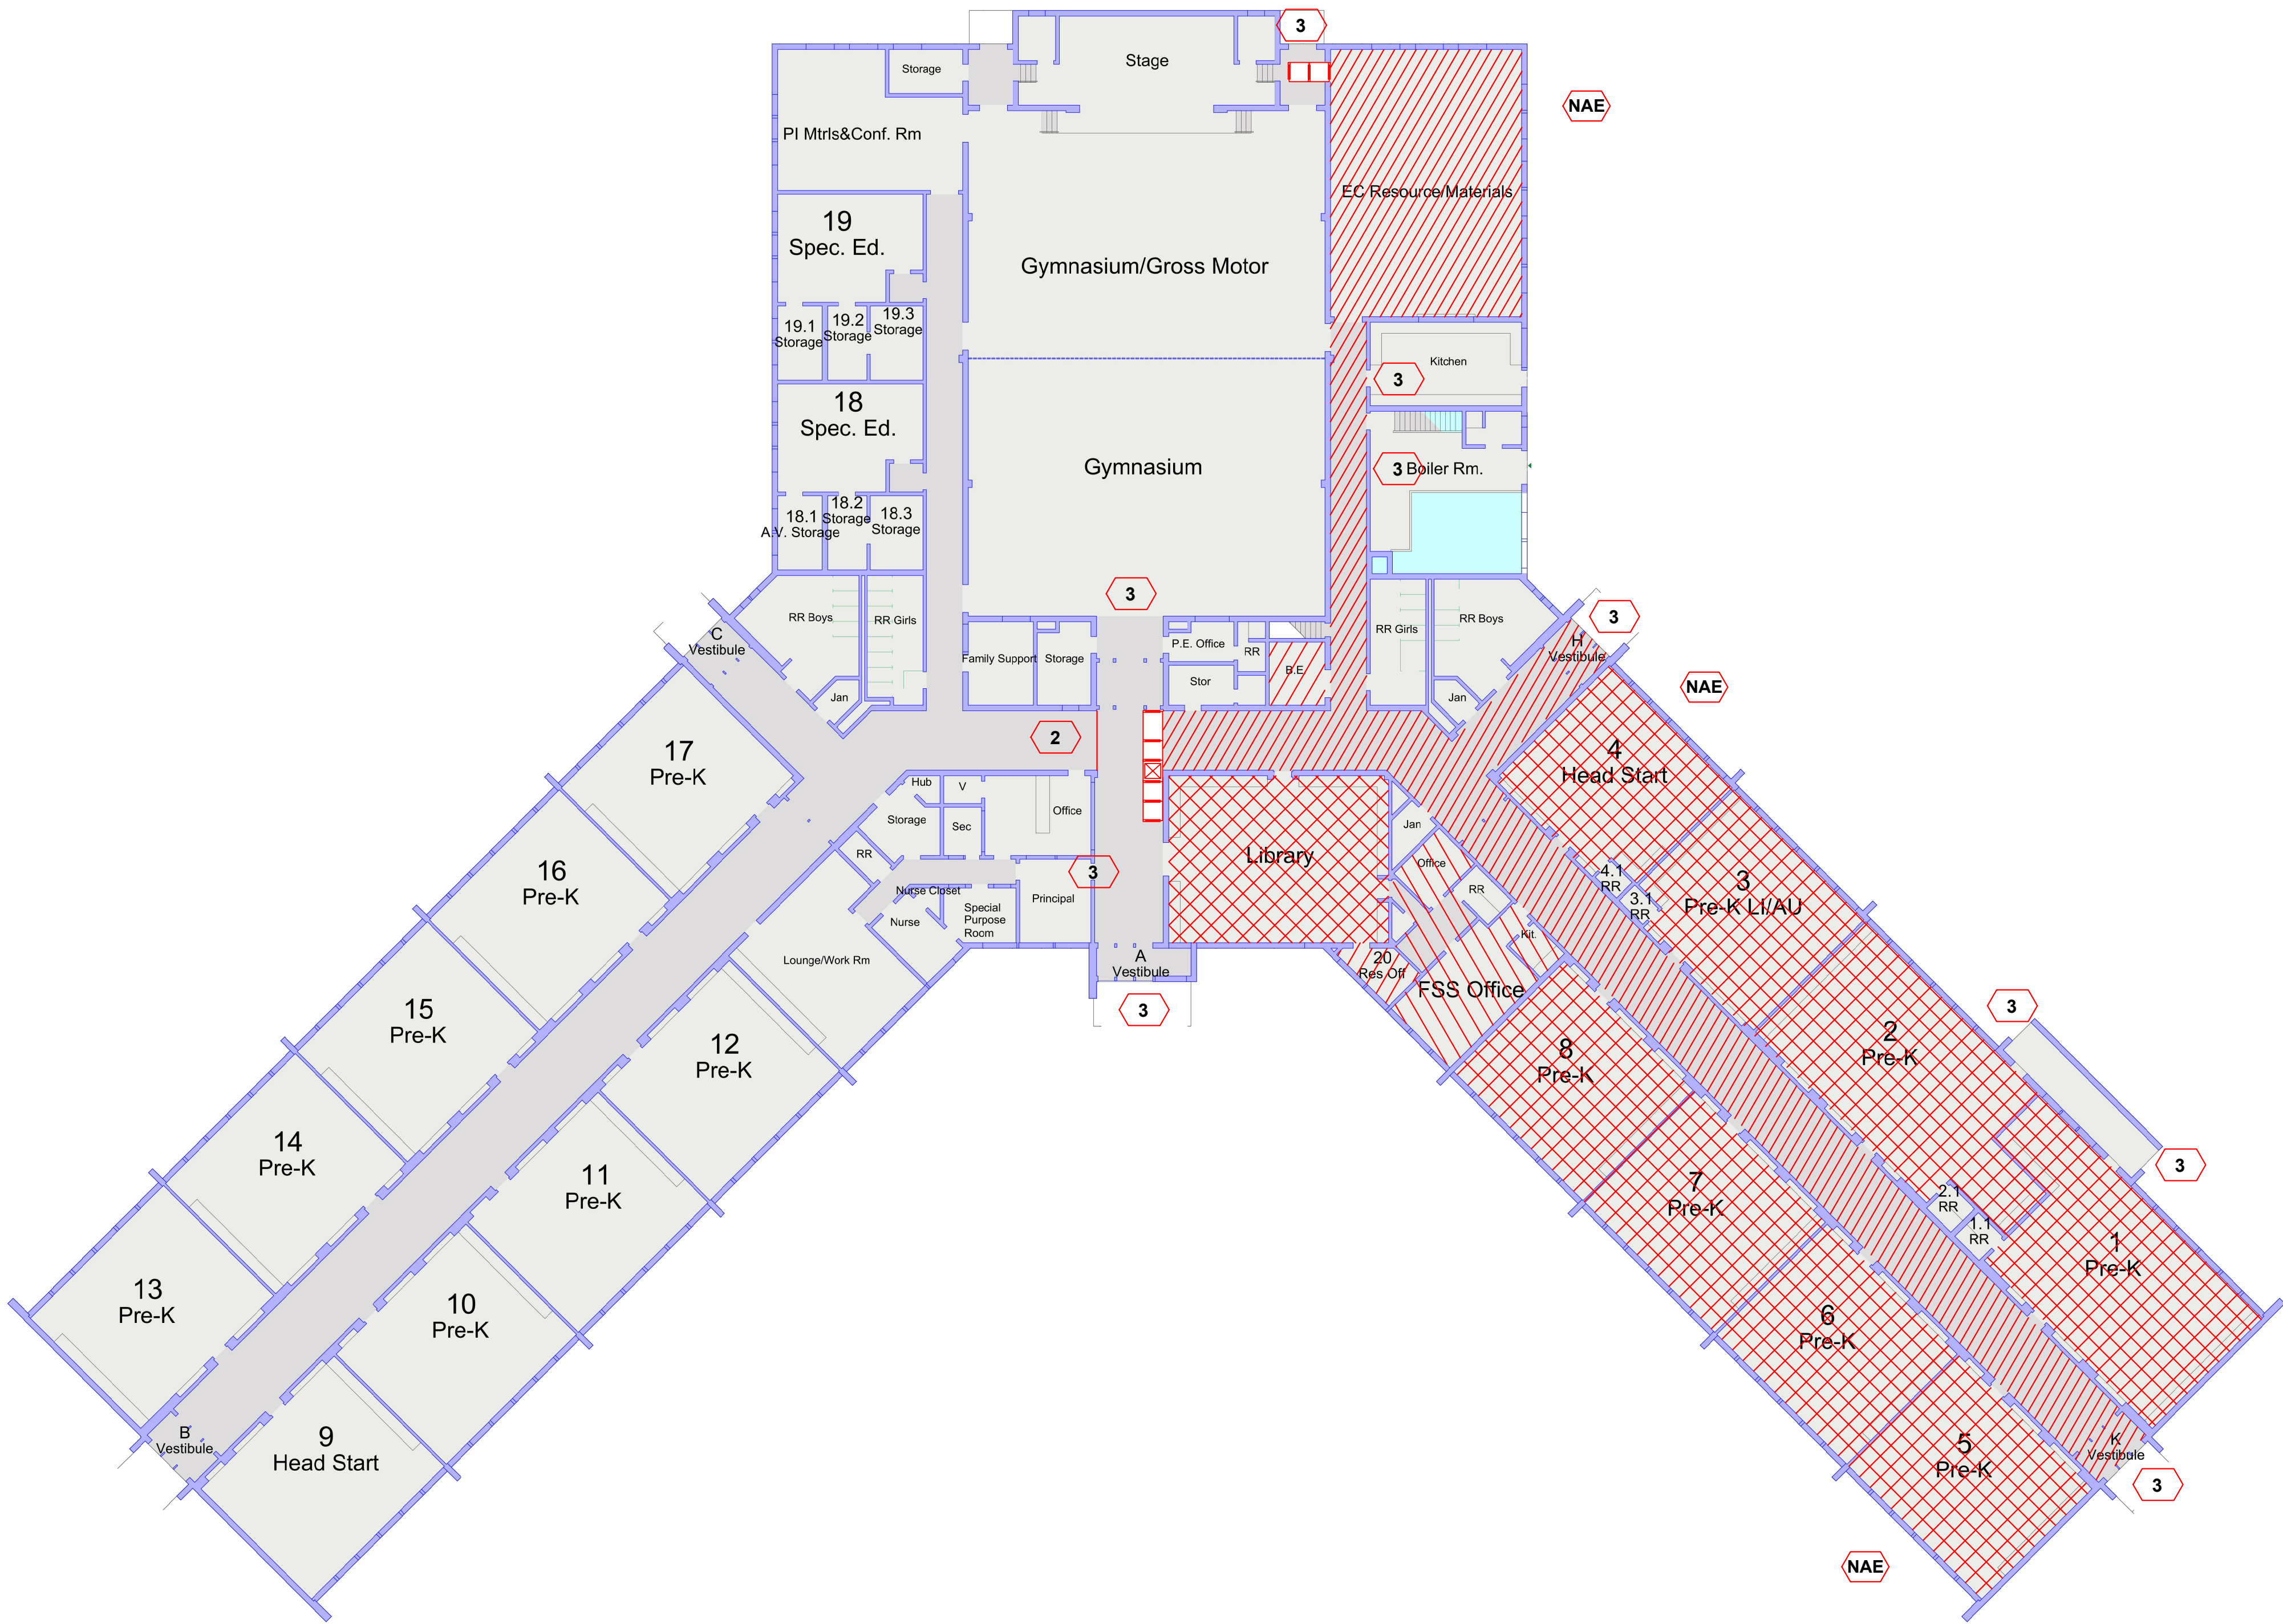 3
Stage
Storage
NAE
PI Mtrls&Conf. Rm
EC Resource/Materials
19
Spec. Ed.
Gymnasium/Gross Motor
19.1
Storage
19.2
Storage
19.3
Storage
Kitchen
3
18
Spec. Ed.
Gymnasium
3
Boiler Rm.
18.1
A.V. Storage
18.2
Storage
18.3
Storage
3
RR Boys
RR Girls
C
Vestibule
Family Support
Storage
P.E. Office
RR
Stor
B.E.
RR Girls
RR Boys
3
H
Vestibule
Jan
Jan
NAE
2
17
Pre-K
4
Head Start
Hub
V
Office
Storage
Sec
RR
3
Library
Jan
Office
RR
Kit.
16
Pre-K
Nurse Closet
Nurse
Special
Purpose
Room
Principal
4.1
RR
3.1
RR
3
Pre-K LI/AU
Lounge/Work Rm
A
Vestibule
20
Res Off
FSS Office
3
3
15
Pre-K
12
Pre-K
8
Pre-K
2
Pre-K
14
Pre-K
11
Pre-K
7
Pre-K
3
2.1
RR
1.1
RR
1
Pre-K
13
Pre-K
10
Pre-K
6
Pre-K
B
Vestibule
9
Head Start
5
Pre-K
K
Vestibule
3
NAE